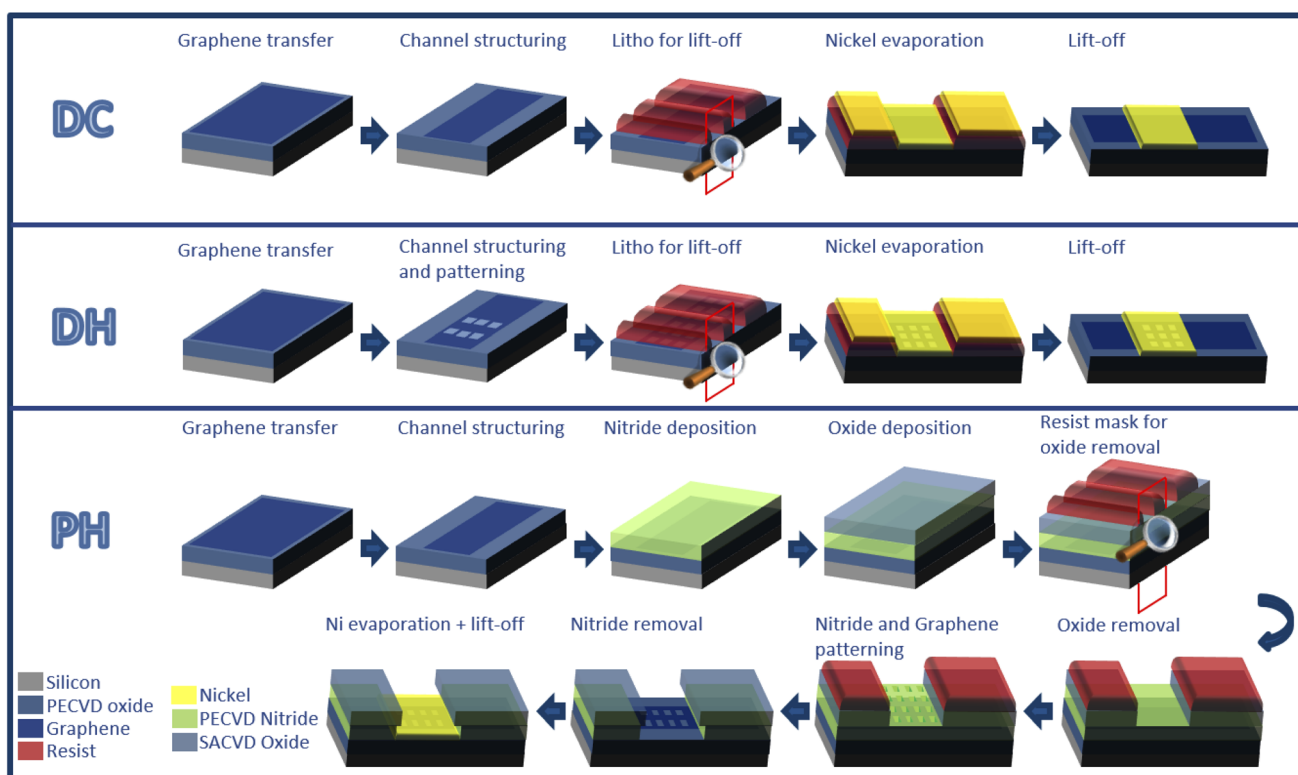 Graphene transfer
Channel structuring
Litho for lift-off
Nickel evaporation
Lift-off
DC
Graphene transfer
Channel structuring
and patterning
Litho for lift-off
Nickel evaporation
Lift-off
DH
Graphene transfer
Channel structuring
Nitride deposition
Oxide deposition
Resist mask for
oxide removal
PH
Ni evaporation + lift-off
Nitride removal
Nitride and Graphene
patterning
Oxide removal
Silicon
PECVD oxide
Graphene
Resist
Nickel
PECVD Nitride
SACVD Oxide